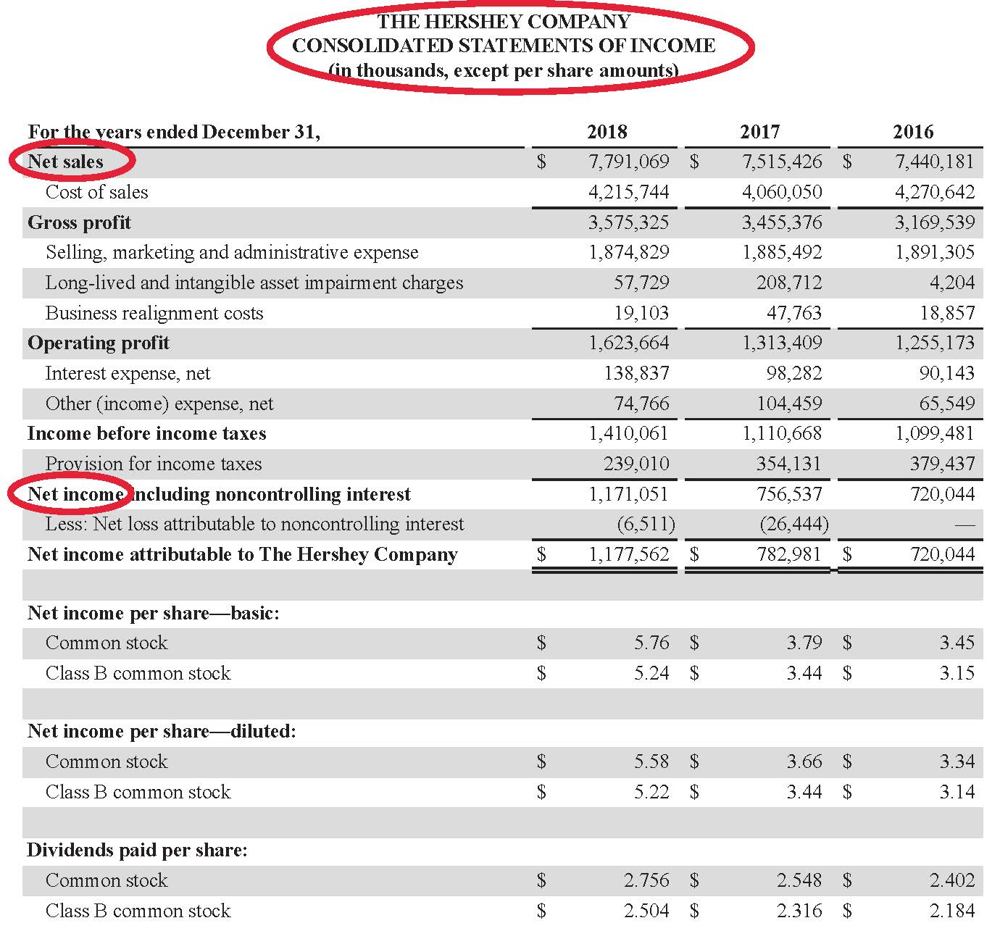 THE HERSHEY COMPANY
CONSOLIDATED STATEMENTS OF INCOME
(in thousands, except per share amounts)
For the years ended December 31, 2018 2017 2016
Net sales $ 7,791,069 $ 7,515,426 $ 7,440,181
Cost of sales 4,215,744 4,060,050 4,270,642
Gross profit 3,575,325 3,455,376 3,169,539
Selling, marketing and administrative expense 1,874,829 1,885,492 1,891,305
Long-lived and intangible asset impairment charges 57,729 208,712 4,204
Business realignment costs 19,103 47,763 18,857
Operating profit 1,623,664 1,313,409 1,255,173
Interest expense, net 138,837 98,282 90,143
Other (income) expense, net 74,766 104,459 65,549
Income before income taxes 1,410,061 1,110,668 1,099,481
Provision for income taxes 239,010 354,131 379,437
Net income including noncontrolling interest 1,171,051 756,537 720,044
Less: Net loss attributable to noncontrolling interest (6,511) (26,444) —
Net income attributable to The Hershey Company $ 1,177,562 $ 782,981 $ 720,044
Net income per share—basic:
Common stock $ 5.76 $ 3.79 $ 3.45
Class B common stock $ 5.24 $ 3.44 $ 3.15
Net income per share—diluted:
Common stock $ 5.58 $ 3.66 $ 3.34
Class B common stock $ 5.22 $ 3.44 $ 3.14
Dividends paid per share:
Common stock $ 2.756 $ 2.548 $ 2.402
Class B common stock $ 2.504 $ 2.316 $ 2.184